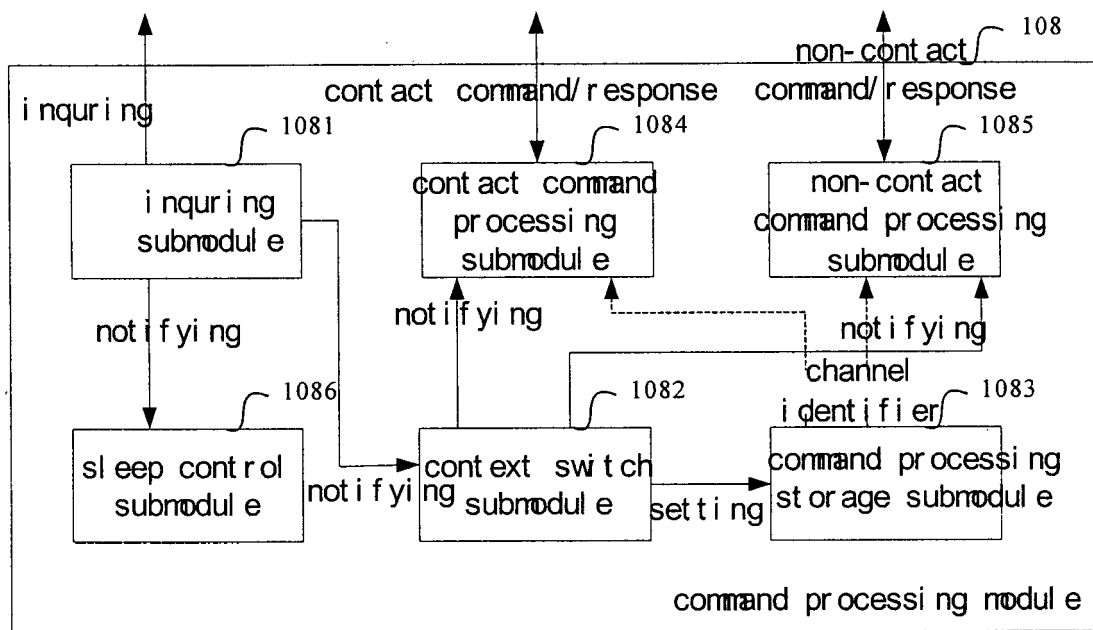 108
non-contact
inquring
contact command/response
command/response
1081
1084
1085
inquring
submodule
contact command
processing
submodule
non-contact
command processing
submodule
notifying
notifying
notifying
channel
identifier
1086
1082
1083
sleep control
submodule
notifying
context switch
submodule
setting
command processing
storage submodule
command processing module